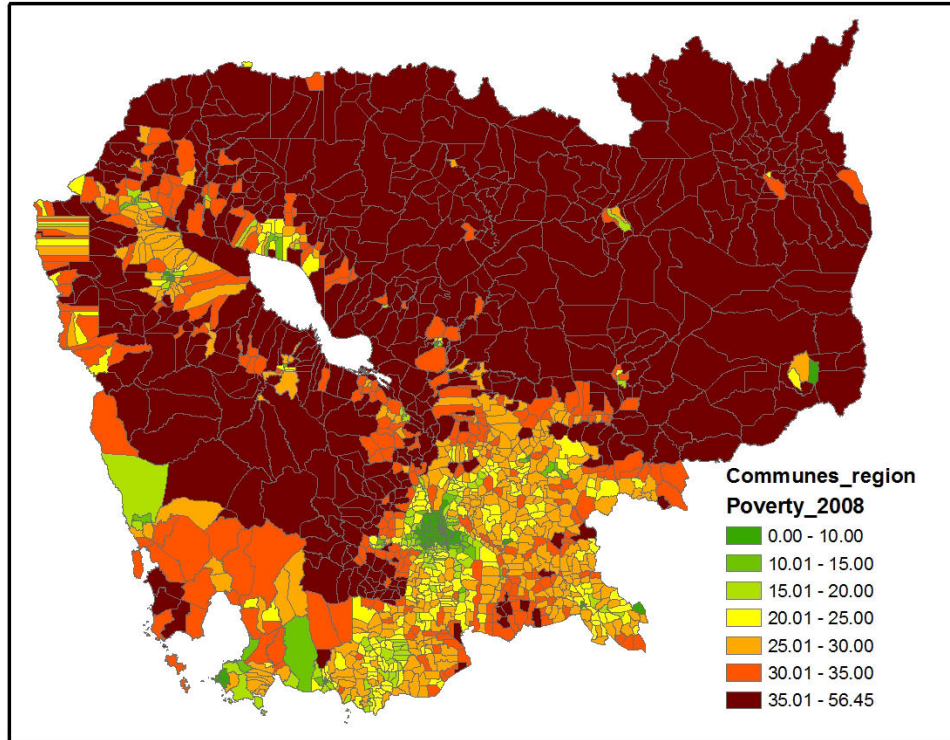 Communes_region
Poverty_2008
0.00 - 10.00
10.01 - 15.00
15.01 - 20.00
20.01 - 25.00
25.01 - 30.00
30.01 - 35.00
35.01 - 56.45